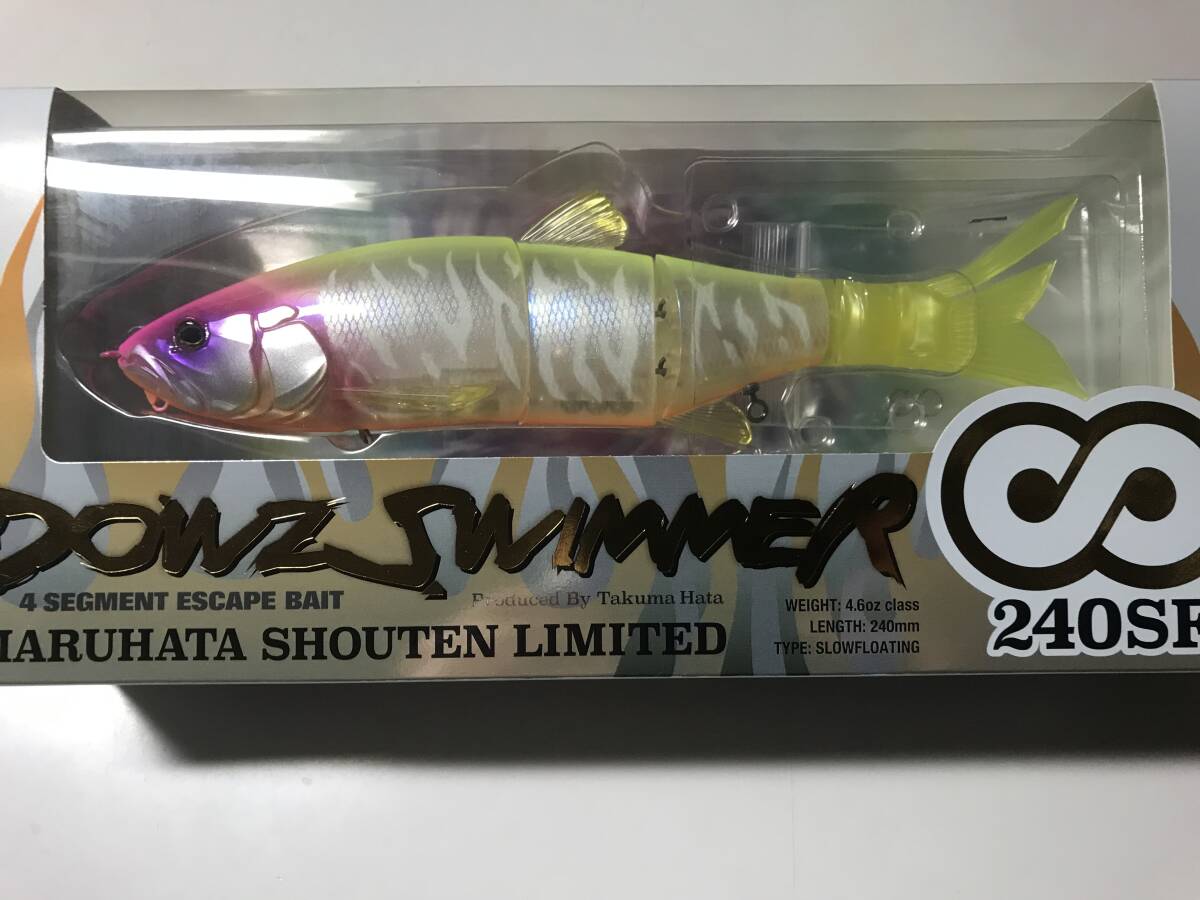 DOWZ SWIMMER
4 SEGMENT ESCAPE BAIT
Produced By Takuma Hata
MARUHATA SHOUTEN LIMITED
WEIGHT: 4.6oz class
LENGTH: 240mm
TYPE: SLOWFLOATING
240SF